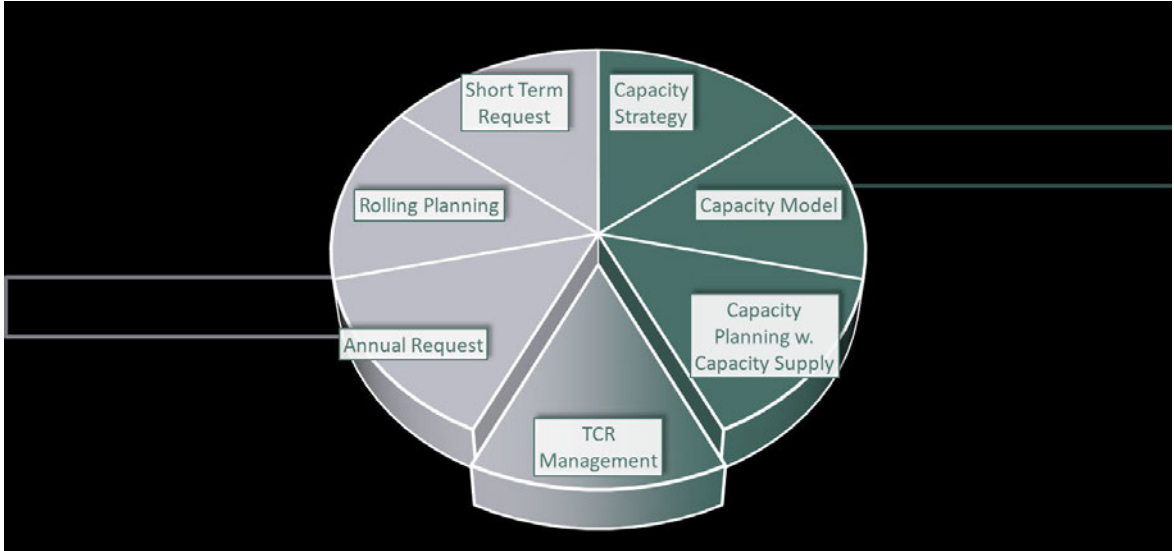 Short Term
Request
Capacity
Strategy
Rolling Planning
Capacity Model
Annual Request
Capacity
Planning w.
Capacity Supply
TCR
Management